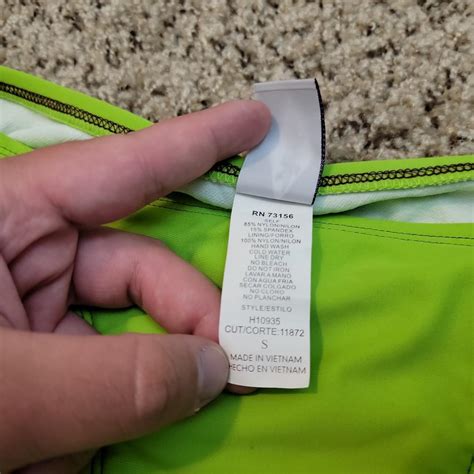 RN 73156
SELF
85% NYLON/NILON
15% SPANDEX
LINING/FORRO
100% NYLON/NILON
HAND WASH
COLD WATER
LINE DRY
NO BLEACH
DO NOT IRON
LAVAR A MANO
CON AGUA FRIA
SECAR COLGADO
NO CLORO
NO PLANCHAR
STYLE/ESTILO
H10935
CUT/CORTE:11872
S
MADE IN VIETNAM
HECHO EN VIETNAM